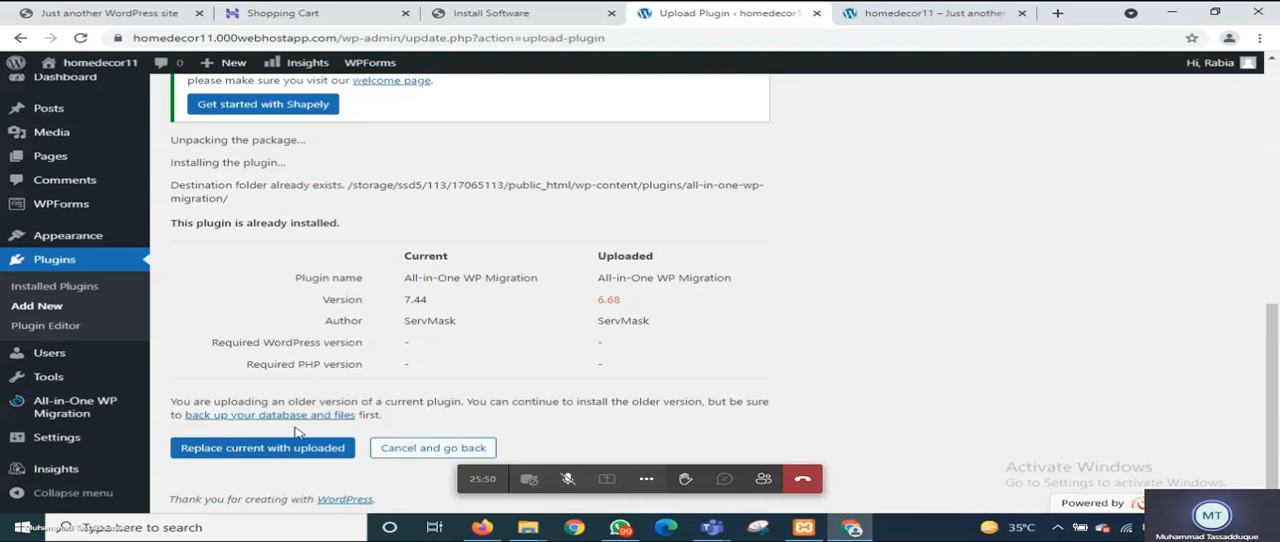 Just another WordPress site
Shopping Cart
Install Software
Upload Plugin ‹ homedecor1
homedecor11 – Just anothe
homedecor11.000webhostapp.com/wp-admin/update.php?action=upload-plugin
homedecor11
0
New
Insights
WPForms
Hi, Rabia
Dashboard
Posts
Media
Pages
Comments
WPForms
Appearance
Plugins
Installed Plugins
Add New
Plugin Editor
Users
Tools
All-in-One WP
Migration
Settings
Insights
Collapse menu
please make sure you visit our welcome page.
Get started with Shapely
Unpacking the package...
Installing the plugin...
Destination folder already exists. /storage/ssd5/113/17065113/public_html/wp-content/plugins/all-in-one-wp-
migration/
This plugin is already installed.
Current Uploaded
Plugin name All-in-One WP Migration All-in-One WP Migration
Version 7.44 6.68
Author ServMask ServMask
Required WordPress version - -
Required PHP version - -
You are uploading an older version of a current plugin. You can continue to install the older version, but be sure
to back up your database and files first.
Replace current with uploaded
Cancel and go back
25:50
Activate Windows
Go to Settings to activate Windows.
Powered by
Thank you for creating with WordPress.
MT
Muhammad Tassadduque
Muhammad Tassadduque
Type here to search
99
35°C